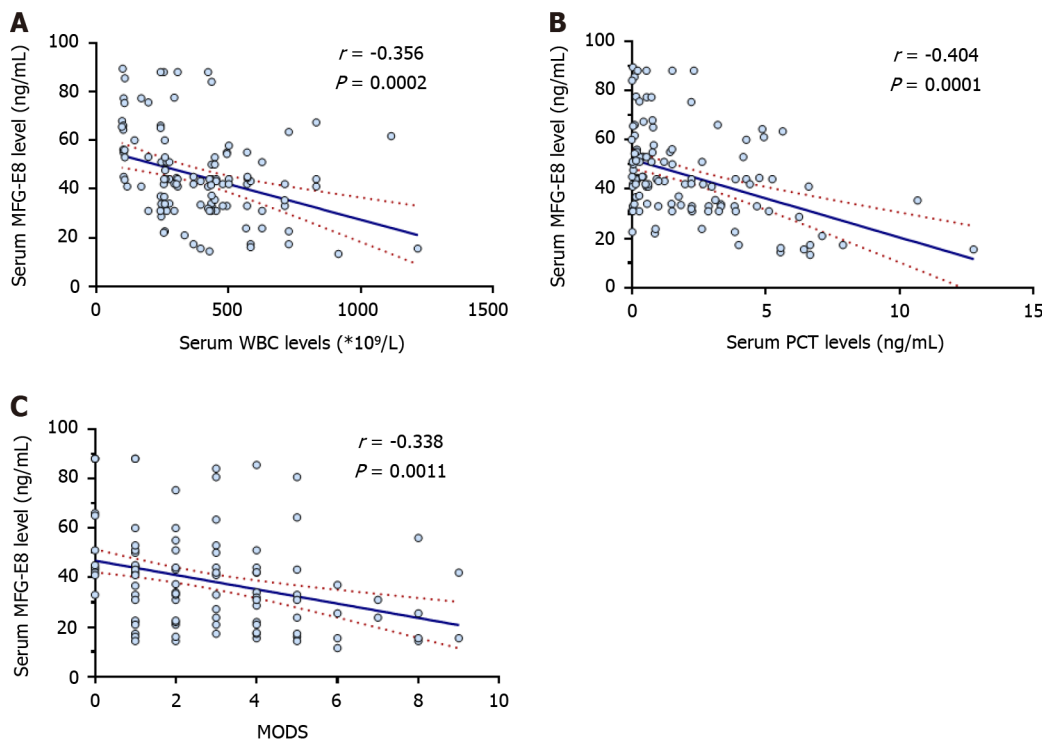 A
Serum MFG-E8 level (ng/mL)
100
80
60
40
20
0
r = -0.356
P = 0.0002
0 500 1000 1500
Serum WBC levels (*10⁹/L)
B
Serum MFG-E8 level (ng/mL)
100
80
60
40
20
0
r = -0.404
P = 0.0001
0 5 10 15
Serum PCT levels (ng/mL)
C
Serum MFG-E8 level (ng/mL)
100
80
60
40
20
0
r = -0.338
P = 0.0011
0 2 4 6 8 10
MODS